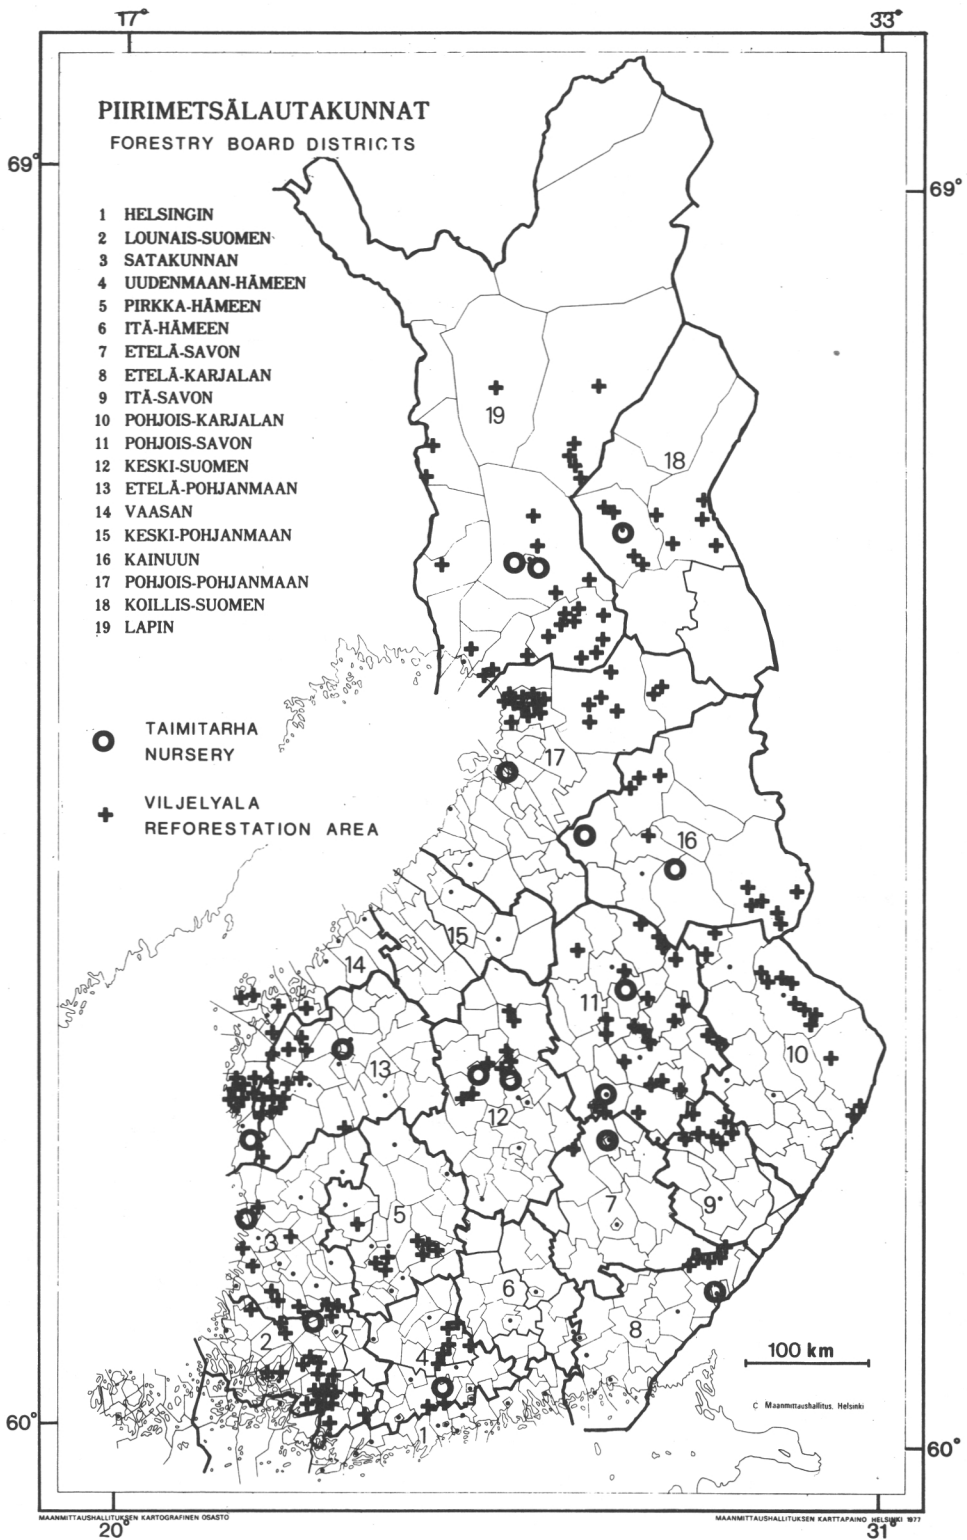 17° 33°
PIIRIMETSÄLAUTAKUNNAT
FORESTRY BOARD DISTRICTS
69° 69°
1 HELSINGIN
2 LOUNAIS-SUOMEN
3 SATAKUNNAN
4 UUDENMAAN-HÄMEEN
5 PIRKKA-HÄMEEN
6 ITÄ-HÄMEEN
7 ETELÄ-SAVON
8 ETELÄ-KARJALAN
9 ITÄ-SAVON
10 POHJOIS-KARJALAN
11 POHJOIS-SAVON
12 KESKI-SUOMEN
13 ETELÄ-POHJANMAAN
14 VAASAN
15 KESKI-POHJANMAAN
16 KAINUUN
17 POHJOIS-POHJANMAAN
18 KOILLIS-SUOMEN
19 LAPIN
TAIMITARHA
NURSERY
VILJELYALA
REFORESTATION AREA
19
18
17
16
15
14
11
10
13
12
9
7
5
3
6
8
2
4
1
100 km
C Maanmittaushallitus, Helsinki
60° 60°
MAANMITTAUSHALLITUKSEN KARTOGRAFINEN OSASTO
MAANMITTAUSHALLITUKSEN KARTTAPAINO HELSINKI 1977
20° 31°